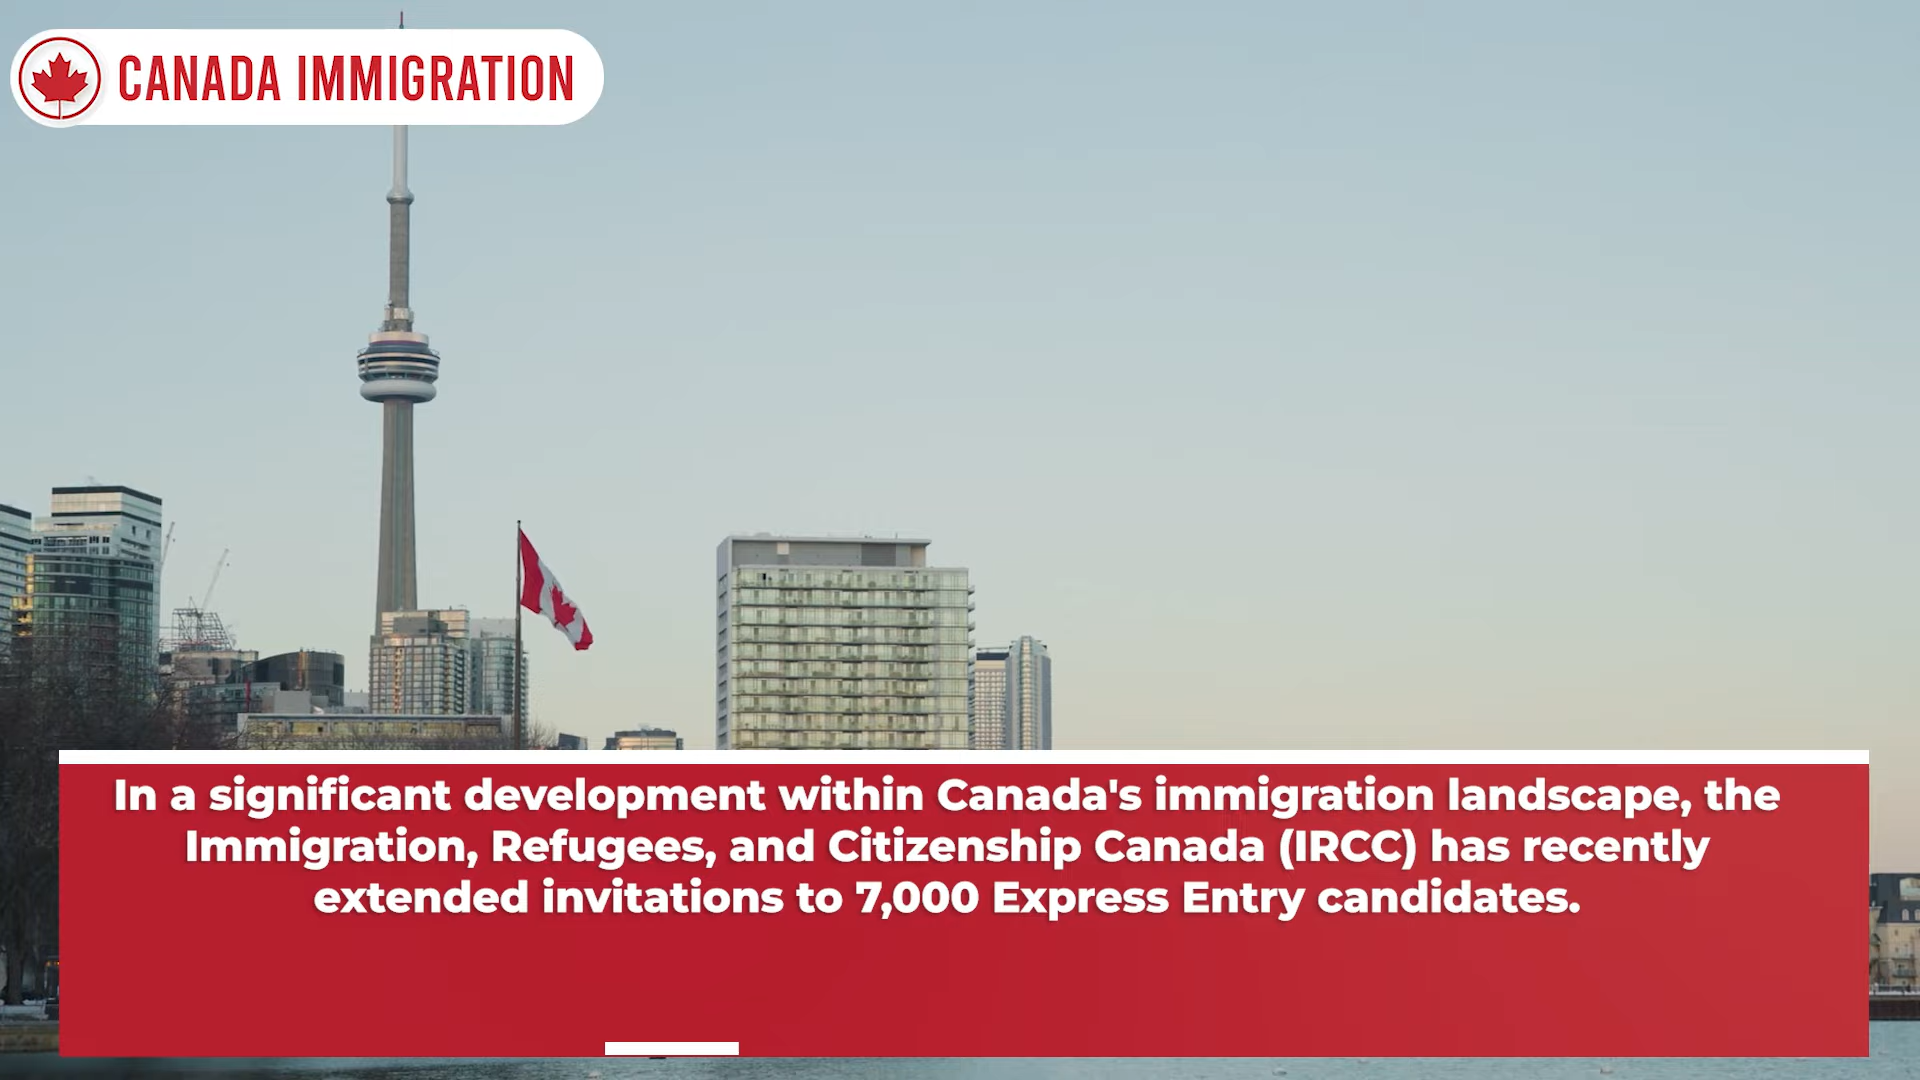 CANADA IMMIGRATION
In a significant development within Canada's immigration landscape, the
Immigration, Refugees, and Citizenship Canada (IRCC) has recently
extended invitations to 7,000 Express Entry candidates.